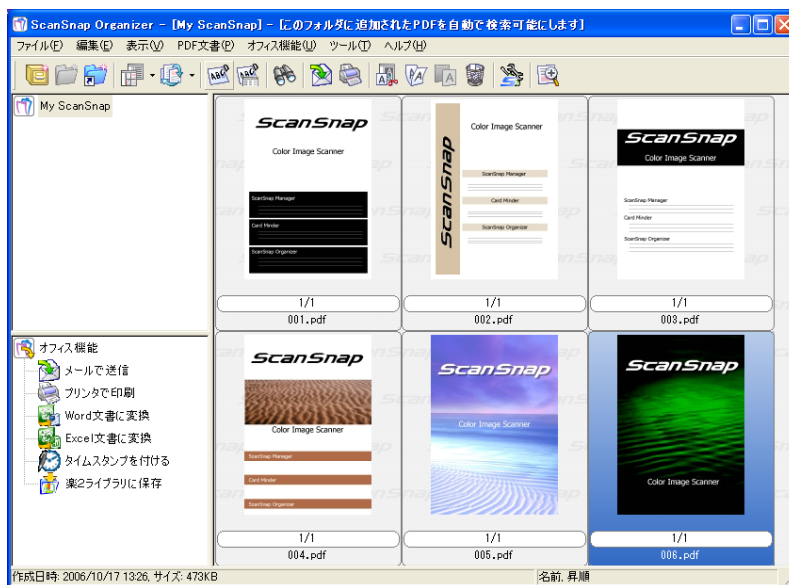 ScanSnap Organizer - [My ScanSnap] - [このフォルダに追加されたPDFを自動で検索可能にします]
ファイル(F) 編集(E) 表示(V) PDF文書(P) オフィス機能(U) ツール(T) ヘルプ(H)
My ScanSnap
ScanSnap
Color Image Scanner
ScanSnap Manager
Card Minder
ScanSnap Organizer
1/1
001.pdf
ScanSnap
Color Image Scanner
ScanSnap Manager
Card Minder
ScanSnap Organizer
1/1
002.pdf
ScanSnap
Color Image Scanner
ScanSnap Manager
Card Minder
ScanSnap Organizer
1/1
003.pdf
オフィス機能
メールで送信
プリンタで印刷
Word文書に変換
Excel文書に変換
タイムスタンプを付ける
楽2ライブラリに保存
ScanSnap
Color Image Scanner
ScanSnap Manager
Card Minder
ScanSnap Organizer
1/1
004.pdf
ScanSnap
Color Image Scanner
1/1
005.pdf
ScanSnap
Color Image Scanner
1/1
006.pdf
作成日時: 2006/10/17 13:26, サイズ: 473KB
名前, 昇順